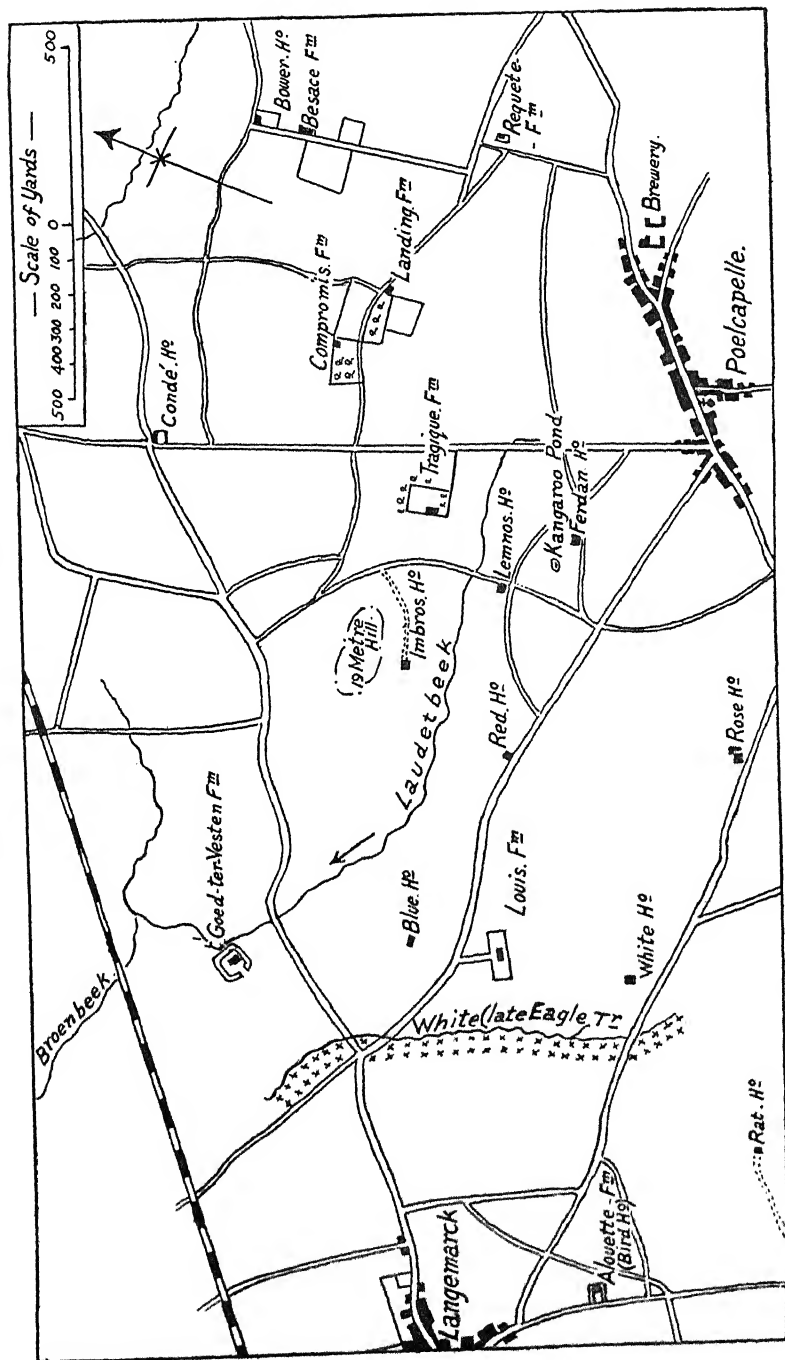 — Scale of Yards —
500 400 300 200 100 0 500
Bower. Hº
Besace Fᵐ
Requete
- Fᵐ
Brewery.
Compromis. Fᵐ
Landing. Fᵐ
Condé. Hº
Poelcapelle.
Tragique. Fᵐ
Kangaroo Pond
Ferdan Hº
Lemnos. Hº
19 Metre
Hill
Imbros. Hº
Laudetbeek
Red. Hº
Rose Hº
Goed-ter-Vesten Fᵐ
Blue. Hº
Louis. Fᵐ
White Hº
Broenbeek.
White (late Eagle. Tr
Rat. Hº
Langemarck
Alouette - Fᵐ
(Bird Hº)